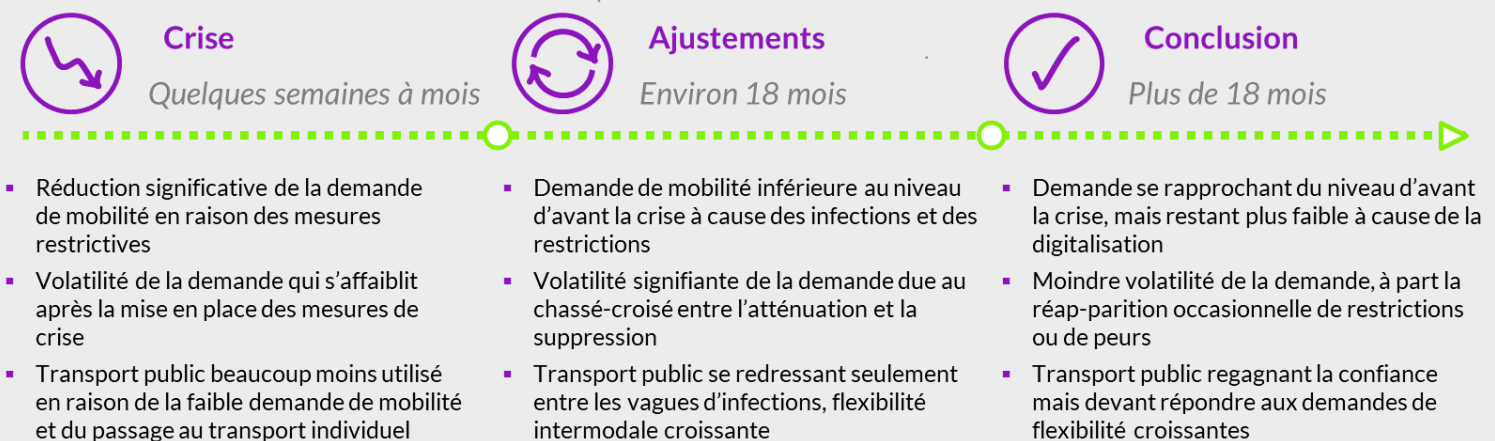 Crise
Quelques semaines à mois
▪ Réduction significative de la demande
de mobilité en raison des mesures
restrictives
▪ Volatilité de la demande qui s’affaiblit
après la mise en place des mesures de
crise
▪ Transport public beaucoup moins utilisé
en raison de la faible demande de mobilité
et du passage au transport individuel
Ajustements
Environ 18 mois
▪ Demande de mobilité inférieure au niveau
d’avant la crise à cause des infections et des
restrictions
▪ Volatilité signifiante de la demande due au
chassé-croisé entre l’atténuation et la
suppression
▪ Transport public se redressant seulement
entre les vagues d’infections, flexibilité
intermodale croissante
Conclusion
Plus de 18 mois
▪ Demande se rapprochant du niveau d’avant
la crise, mais restant plus faible à cause de la
digitalisation
▪ Moindre volatilité de la demande, à part la
réap-parition occasionnelle de restrictions
ou de peurs
▪ Transport public regagnant la confiance
mais devant répondre aux demandes de
flexibilité croissantes